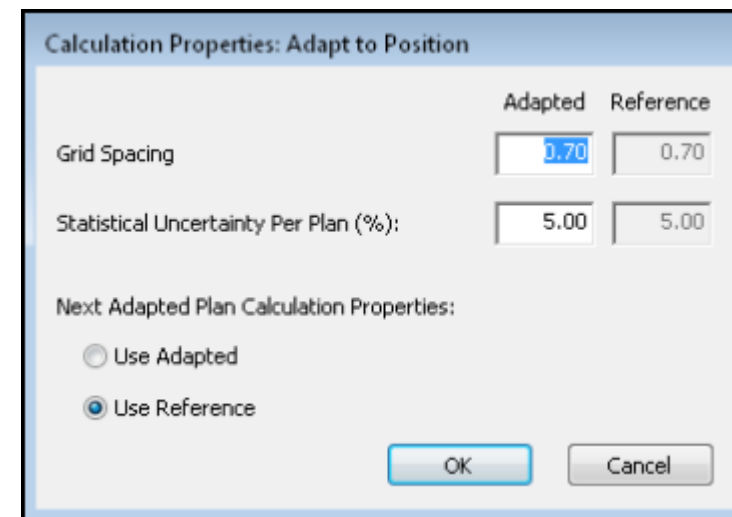 Calculation Properties: Adapt to Position
Adapted Reference
Grid Spacing 0.70 0.70
Statistical Uncertainty Per Plan (%): 5.00 5.00
Next Adapted Plan Calculation Properties:
Use Adapted
Use Reference
OK Cancel